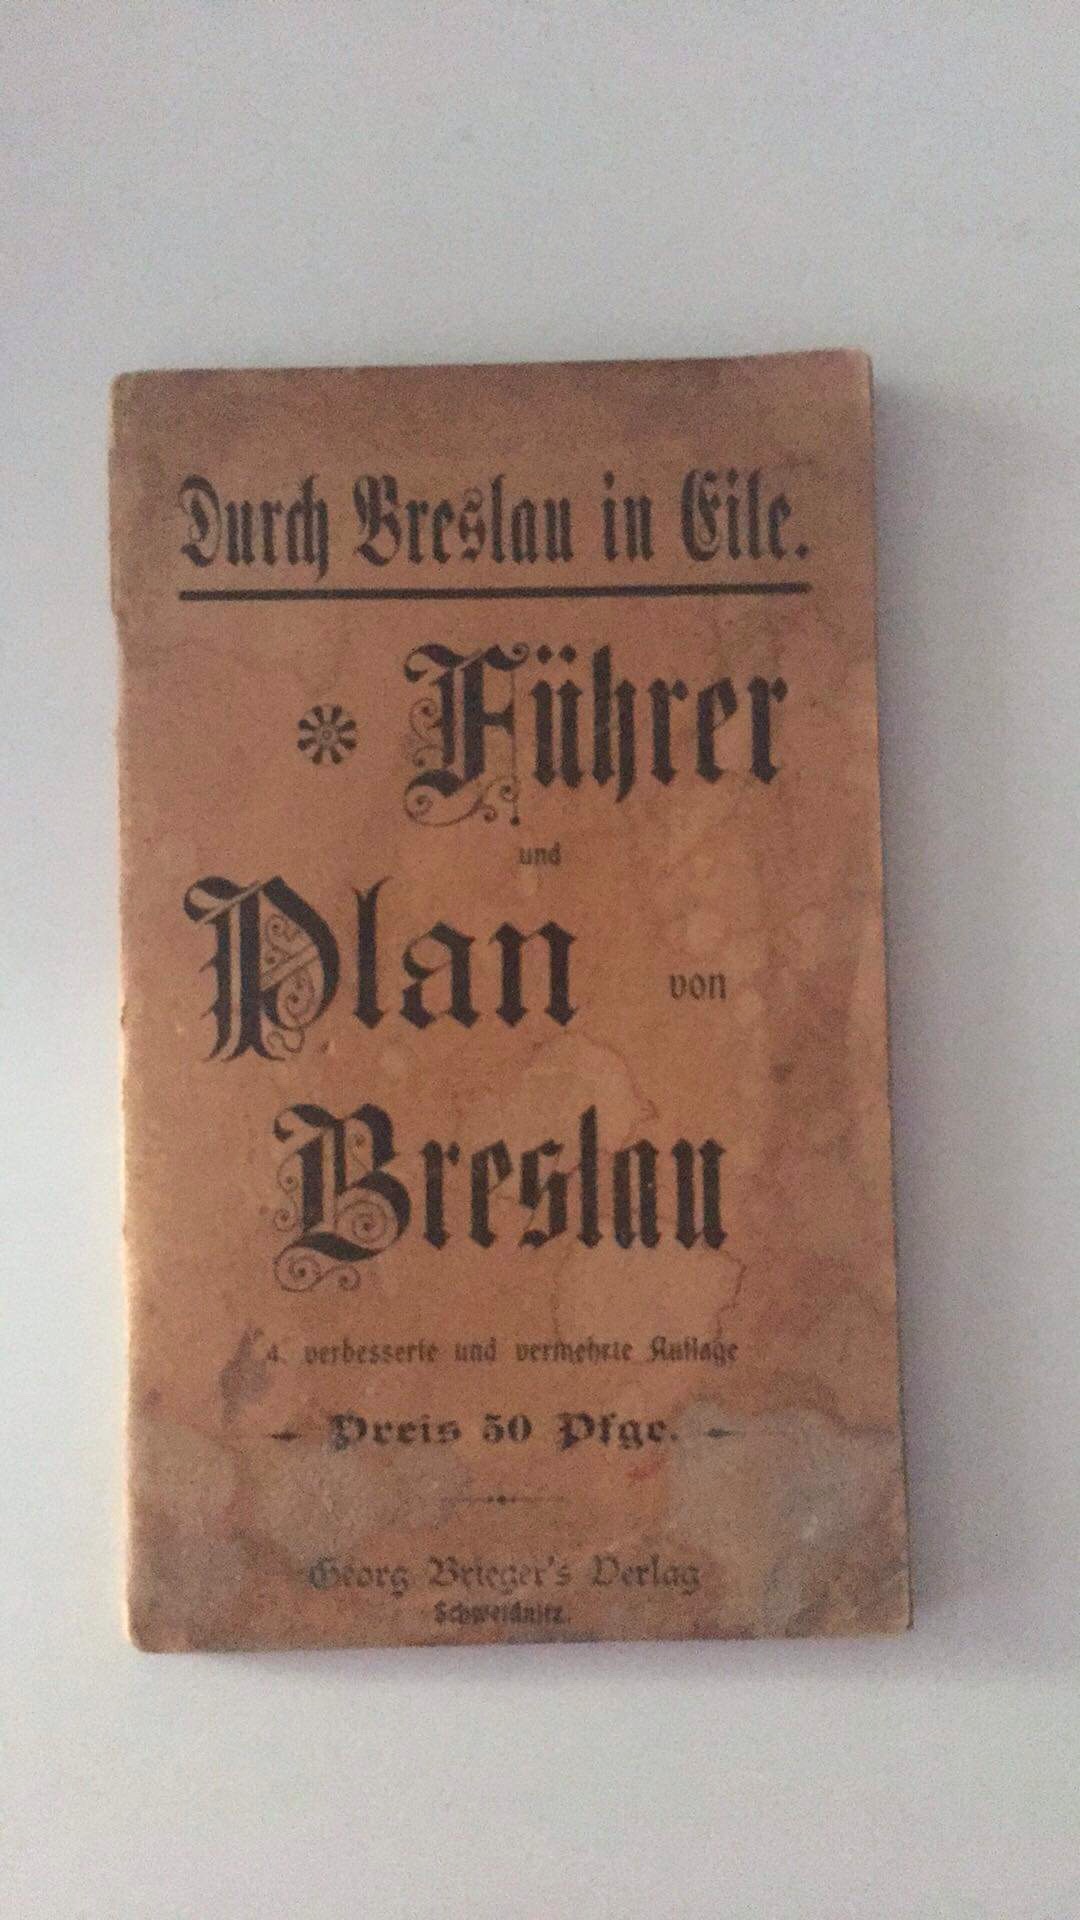 Durch Breslau in Eile.
Führer
und
Plan von
Breslau
4. verbesserte und vermehrte Auflage
- Preis 50 Pfge. -
Georg Brieger's Verlag
Schweidnitz.